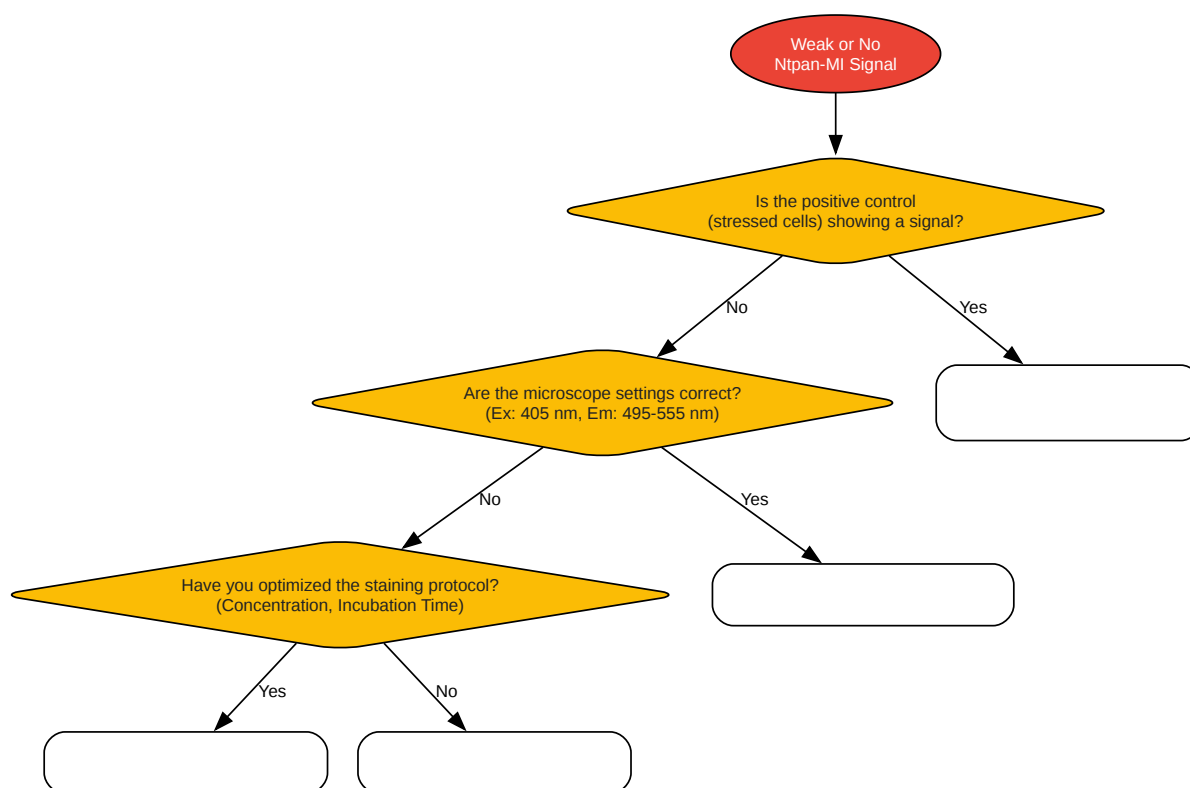 Weak or No
Ntpan-MI Signal
Is the positive control
(stressed cells) showing a signal?
No
Yes
Are the microscope settings correct?
(Ex: 405 nm, Em: 495-555 nm)
No
Yes
Have you optimized the staining protocol?
(Concentration, Incubation Time)
Yes
No